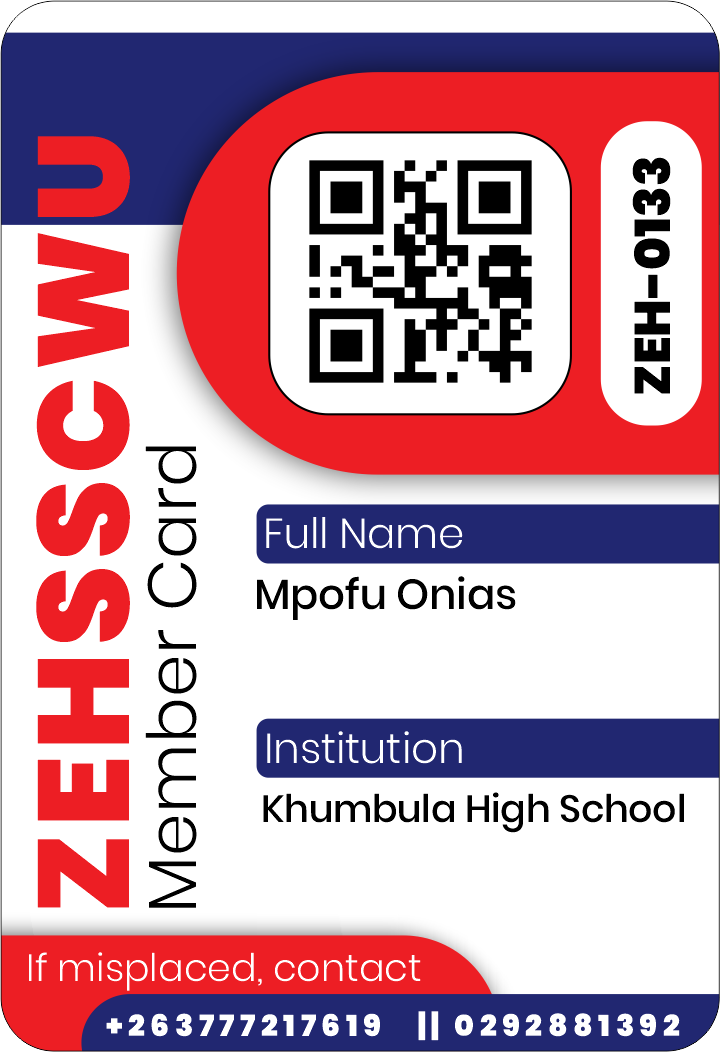 ZEHSSCWU
Member Card
ZEH-0133
Full Name
Mpofu Onias
Institution
Khumbula High School
If misplaced, contact
+263777217619 || 0292881392